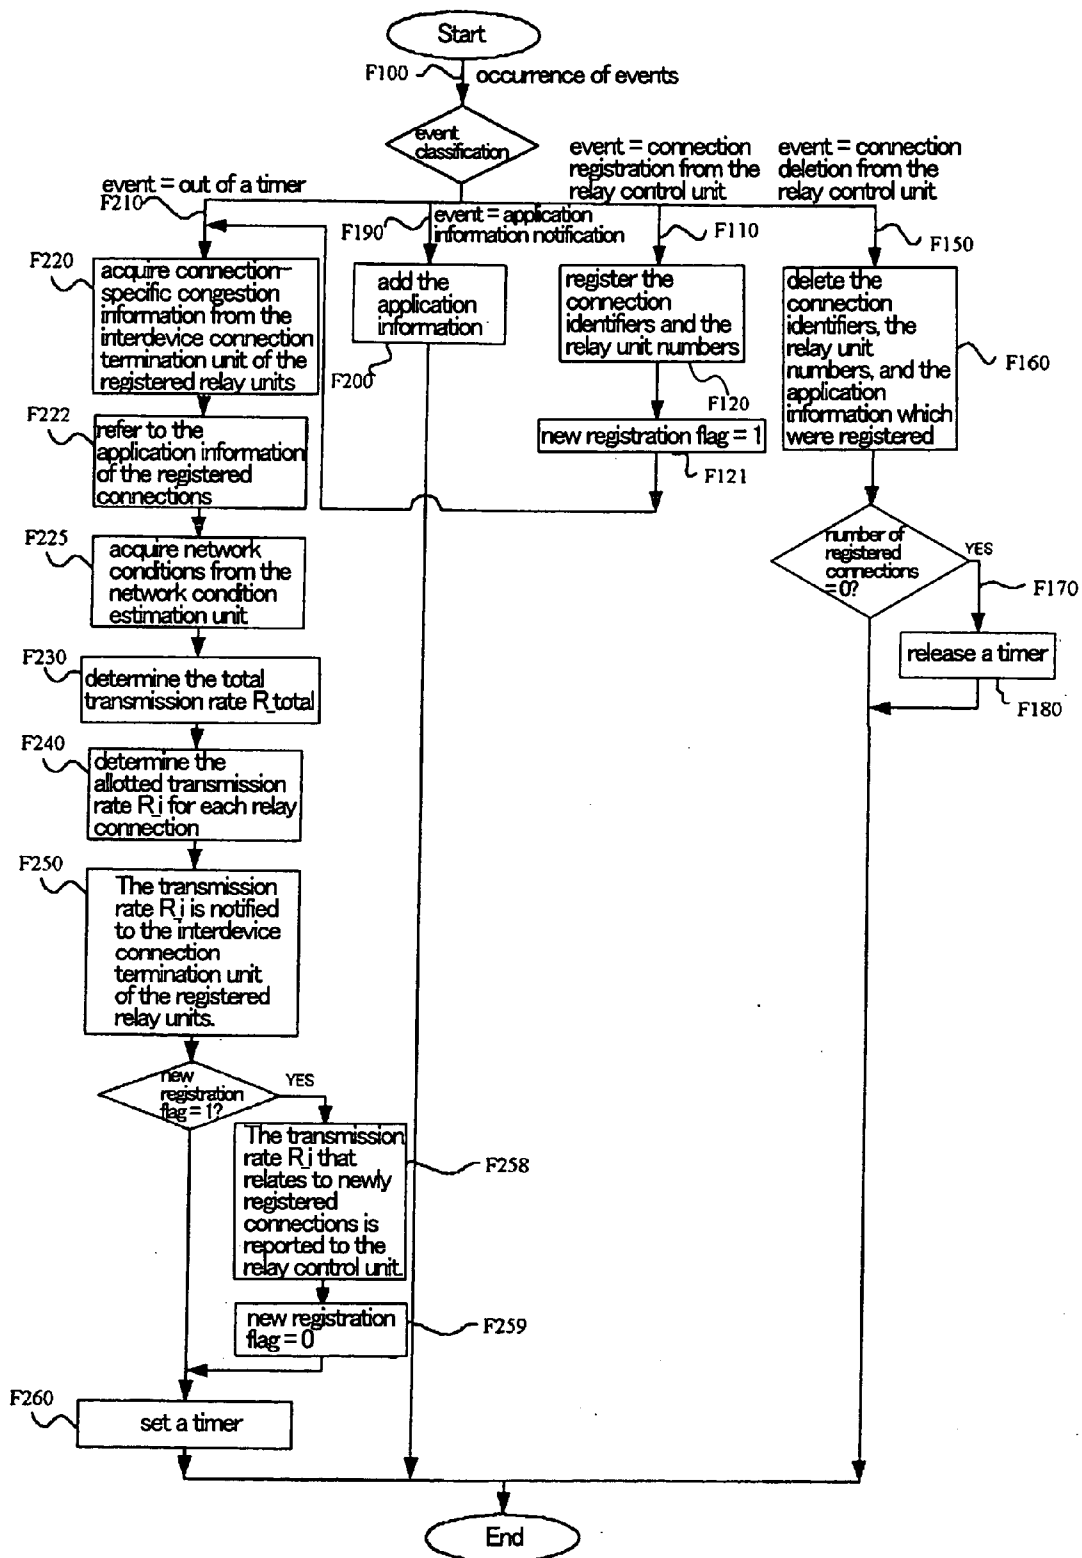 Start
F100
occurrence of events
event
classification
event = out of a timer
F210
F190
event = application
information notification
event = connection
registration from the
relay control unit
F110
event = connection
deletion from the
relay control unit
F150
F220
acquire connection-
specific congestion
information from the
interdevice connection
termination unit of the
registered relay units
add the
application
information
F200
register the
connection
identifiers and the
relay unit numbers
F120
new registration flag = 1
F121
delete the
connection
identifiers, the
relay unit
numbers, and the
application
information which
were registered
F160
F222
refer to the
application information
of the registered
connections
F225
acquire network
conditions from the
network condition
estimation unit
number of
registered
connections
=0?
YES
F170
release a timer
F180
F230
determine the total
transmission rate R_total
F240
determine the
allotted transmission
rate R_i for each relay
connection
F250
The transmission
rate R_i is notified
to the interdevice
connection
termination unit
of the registered
relay units.
new
registration
flag = 1?
YES
The transmission
rate R_i that
relates to newly
registered
connections is
reported to the
relay control unit.
F258
new registration
flag = 0
F259
F260
set a timer
End